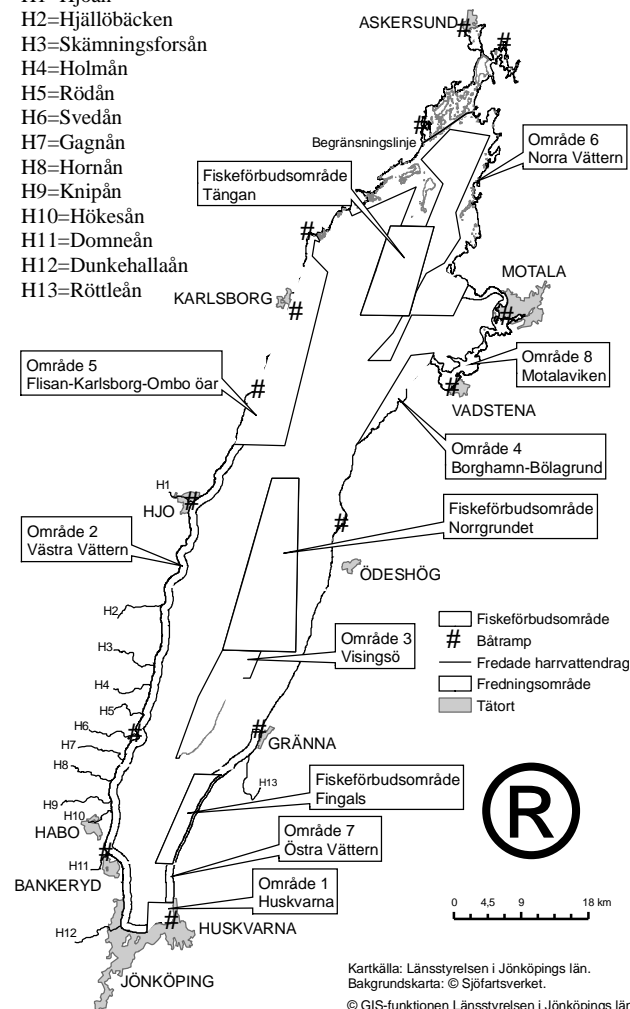 H2=Hjällöbäcken
H3=Skämningsforsån
H4=Holmån
H5=Rödån
H6=Svedån
H7=Gagnån
H8=Hornån
H9=Knipån
H10=Hökesån
H11=Domneån
H12=Dunkehallaån
H13=Röttleån
ASKERSUND
#
#
#
Begränsningslinje
Område 6
Norra Vättern
Fiskeförbudsområde
Tängan
#
MOTALA
#
KARLSBORG
#
Område 5
Flisan-Karlsborg-Ombo öar
Område 8
Motalaviken
#
#
VADSTENA
Område 4
Borghamn-Bölagrund
H1
#
HJO
Fiskeförbudsområde
Norrgrundet
Område 2
Västra Vättern
#
ÖDESHÖG
H2
Fiskeförbudsområde
# Båtramp
Fredade harrvattendrag
Fredningsområde
Tätort
Område 3
Visingsö
H3
H4
H5
H6
#
H7
#
GRÄNNA
H8
H13
Fiskeförbudsområde
Fingals
H9
H10
HABO
R
Område 7
Östra Vättern
#
H11
BANKERYD
Område 1
Huskvarna
#
HUSKVARNA
H12
JÖNKÖPING
0 4,5 9 18 km
Kartkälla: Länsstyrelsen i Jönköpings län.
Bakgrundskarta: © Sjöfartsverket.
© GIS-funktionen Länsstyrelsen i Jönköpings län